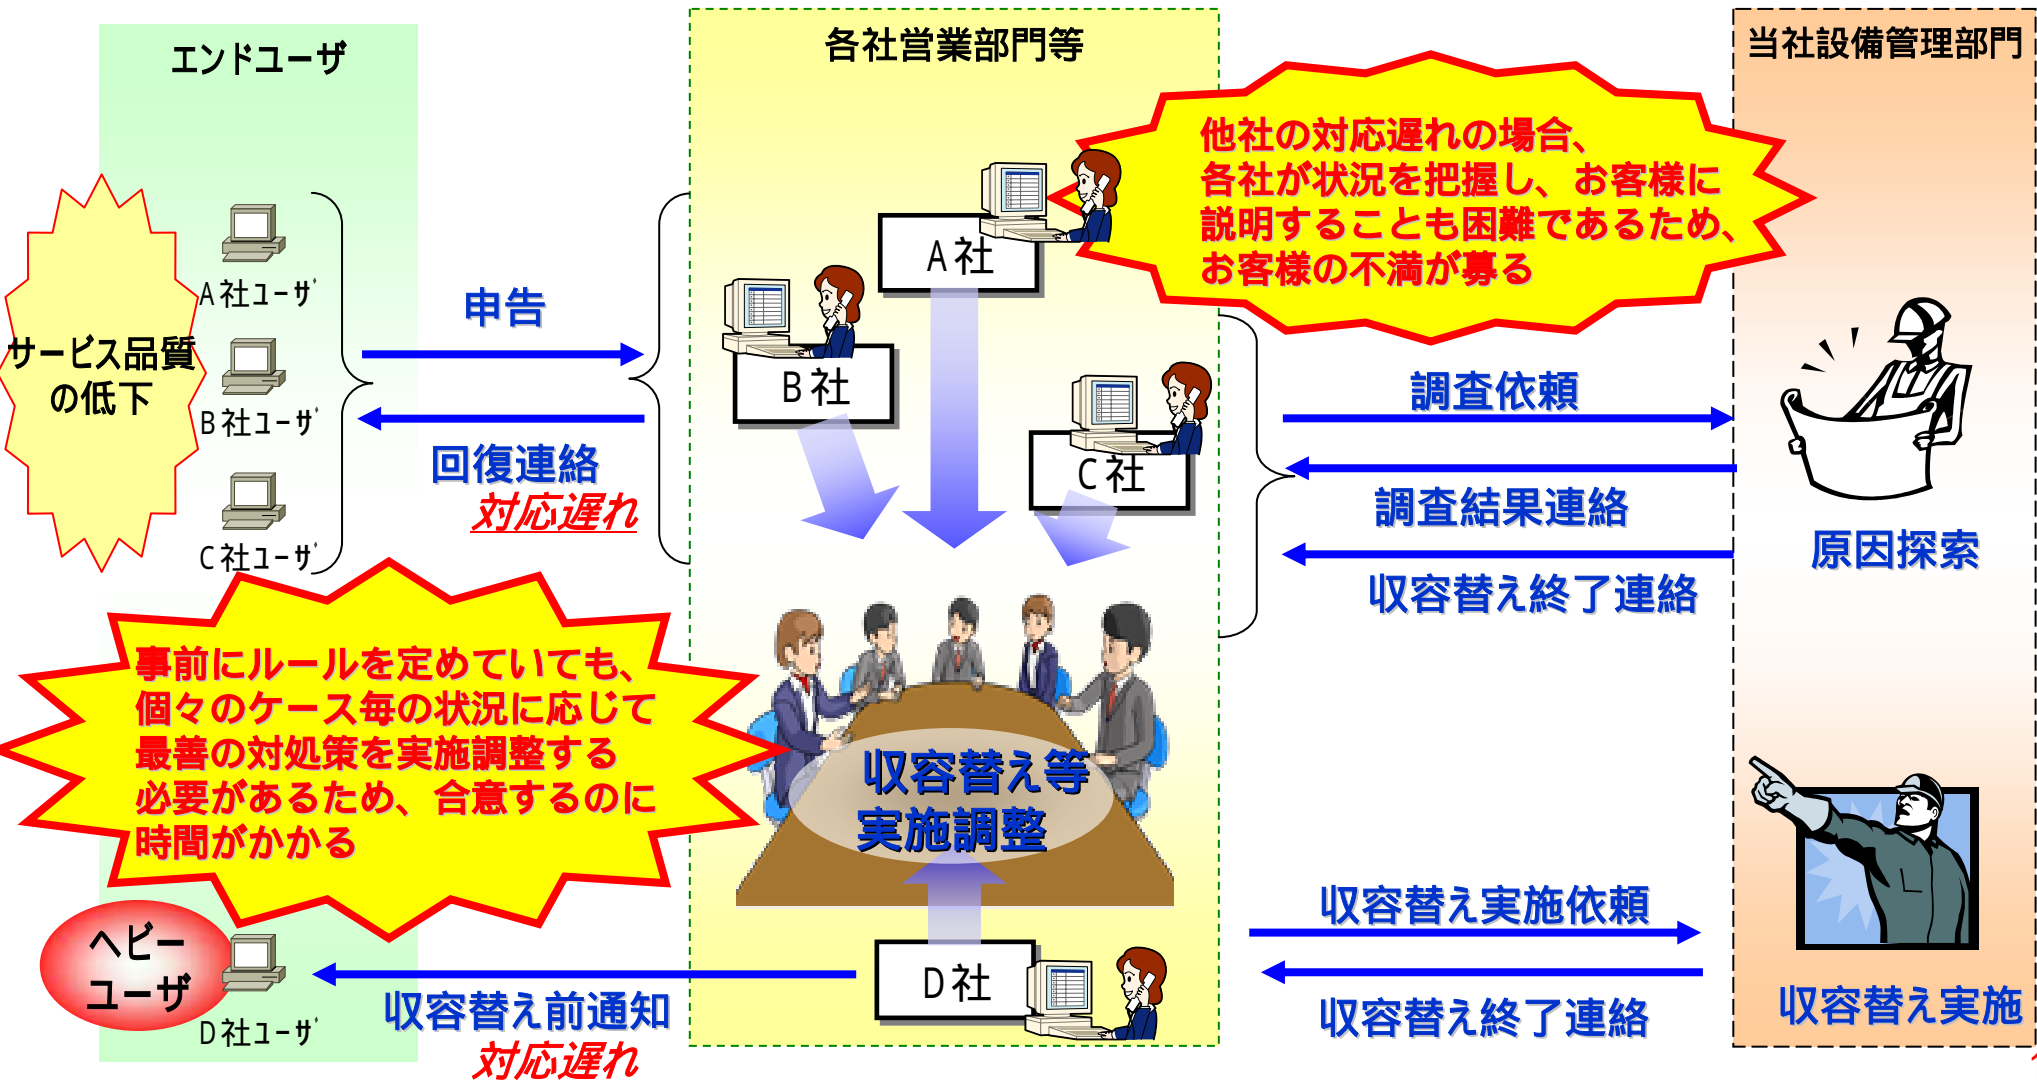 エンドユーザ
各社営業部門等
当社設備管理部門
他社の対応遅れの場合、
各社が状況を把握し、お客様に
説明することも困難であるため、
お客様の不満が募る
A社
B社
C社
A社ﾕｰｻﾞ
B社ﾕｰｻﾞ
C社ﾕｰｻﾞ
サービス品質
の低下
申告
回復連絡
対応遅れ
調査依頼
調査結果連絡
収容替え終了連絡
原因探索
事前にルールを定めていても、
個々のケース毎の状況に応じて
最善の対処策を実施調整する
必要があるため、合意するのに
時間がかかる
収容替え等
実施調整
ヘビー
ユーザ
D社ﾕｰｻﾞ
収容替え前通知
対応遅れ
D社
収容替え実施依頼
収容替え終了連絡
収容替え実施